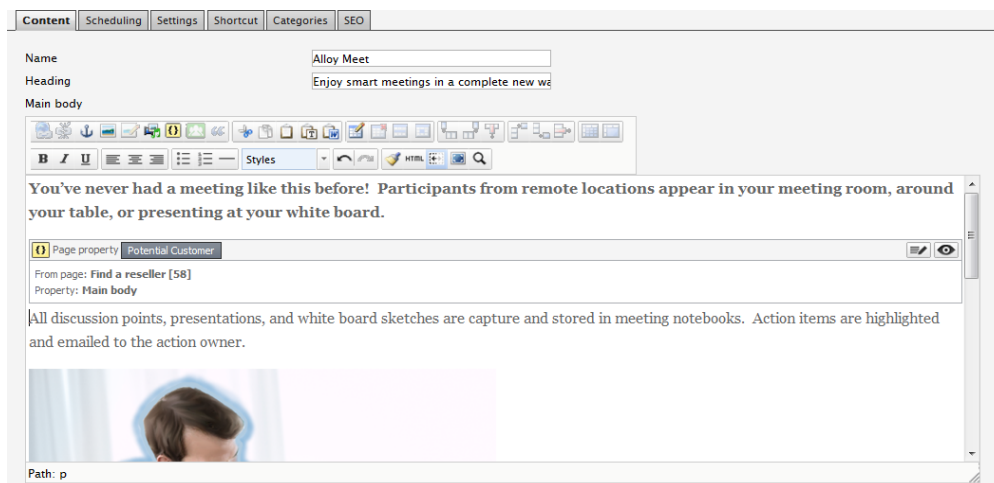 Content Scheduling Settings Shortcut Categories SEO
Name Alloy Meet
Heading Enjoy smart meetings in a complete new wa
Main body
B I U Styles HTML
You've never had a meeting like this before! Participants from remote locations appear in your meeting room, around
your table, or presenting at your white board.
{} Page property Potential Customer
From page: Find a reseller [58]
Property: Main body
All discussion points, presentations, and white board sketches are capture and stored in meeting notebooks. Action items are highlighted
and emailed to the action owner.
Path: p